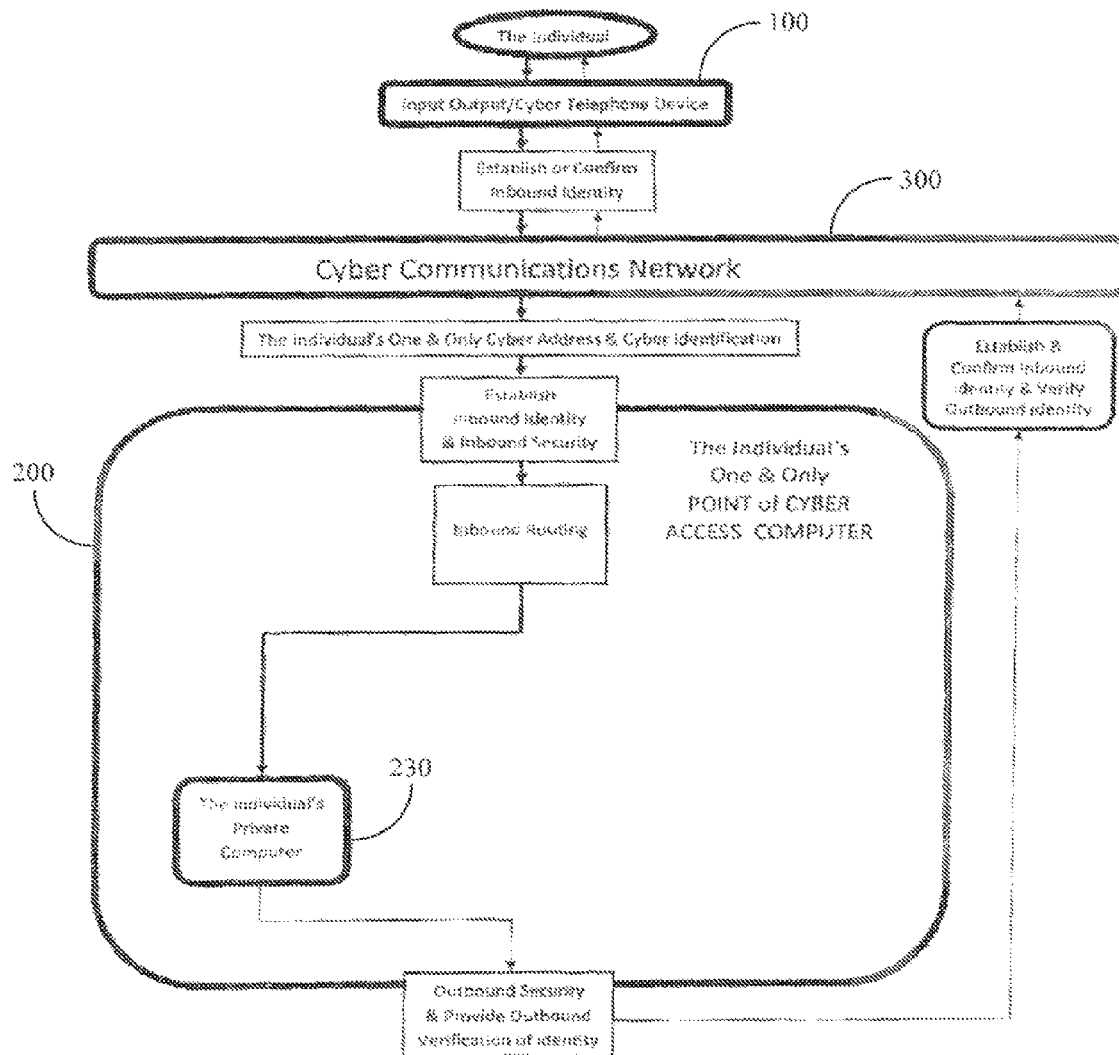 The Individual
100
Input Output/Cyber Telephone Device
Establish or Confirm
Inbound Identity
300
Cyber Communications Network
The Individual's One & Only Cyber Address & Cyber Identification
Establish &
Confirm Inbound
Identity & Verify
Outbound Identity
Establish
Inbound Identity
& Inbound Security
The Individual's
One & Only
POINT of CYBER
ACCESS COMPUTER
200
Inbound Routing
230
The Individual's
Private
Computer
Outbound Security
& Provide Outbound
Verification of Identity